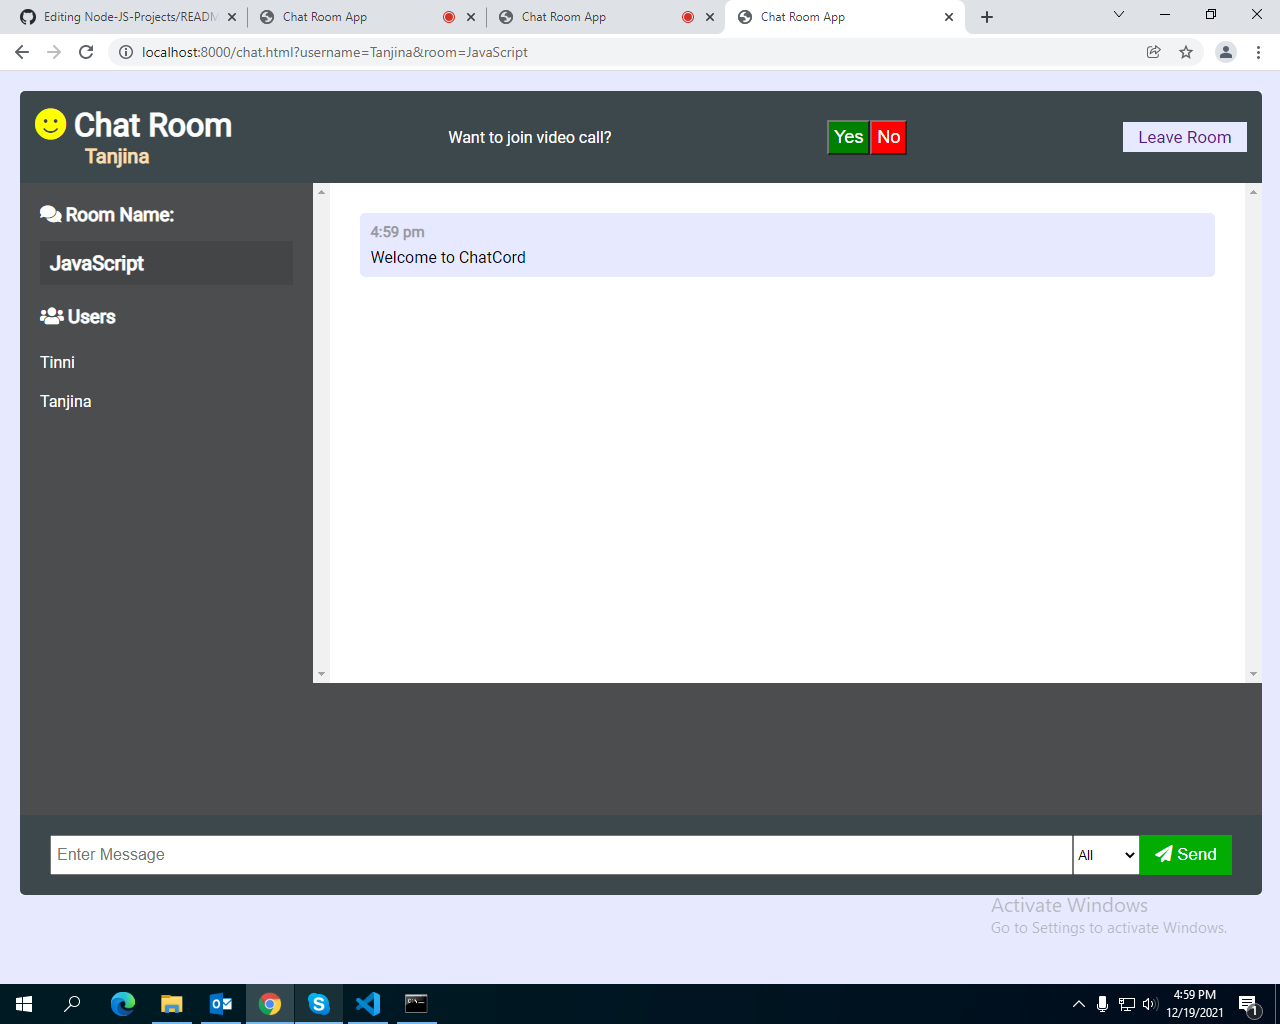 Editing Node-JS-Projects/READM
Chat Room App
Chat Room App
Chat Room App
localhost:8000/chat.html?username=Tanjina&room=JavaScript
Chat Room
Tanjina
Want to join video call?
Yes No
Leave Room
Room Name:
JavaScript
Users
Tinni
Tanjina
4:59 pm
Welcome to ChatCord
Enter Message
All
Send
Activate Windows
Go to Settings to activate Windows.
4:59 PM
12/19/2021
1